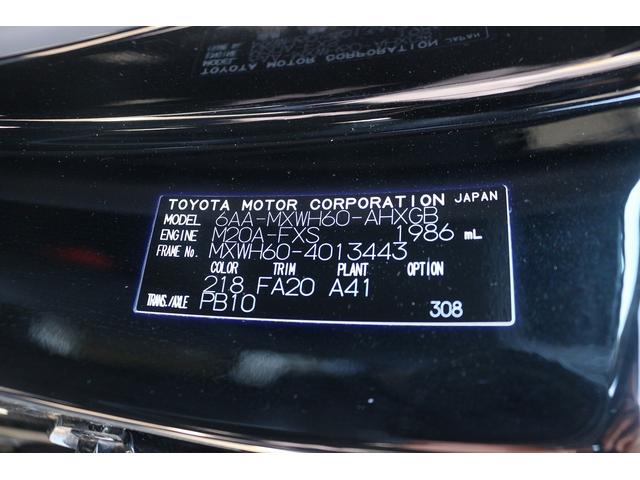 TOYOTA MOTOR CORPORATION JAPAN
MODEL 6AA-MXWH60-AHXGB
ENGINE M20A-FXS 1986 mL
FRAME No. MXWH60-4013443
COLOR TRIM PLANT OPTION
218 FA20 A41
TRANS./AXLE PB10 308